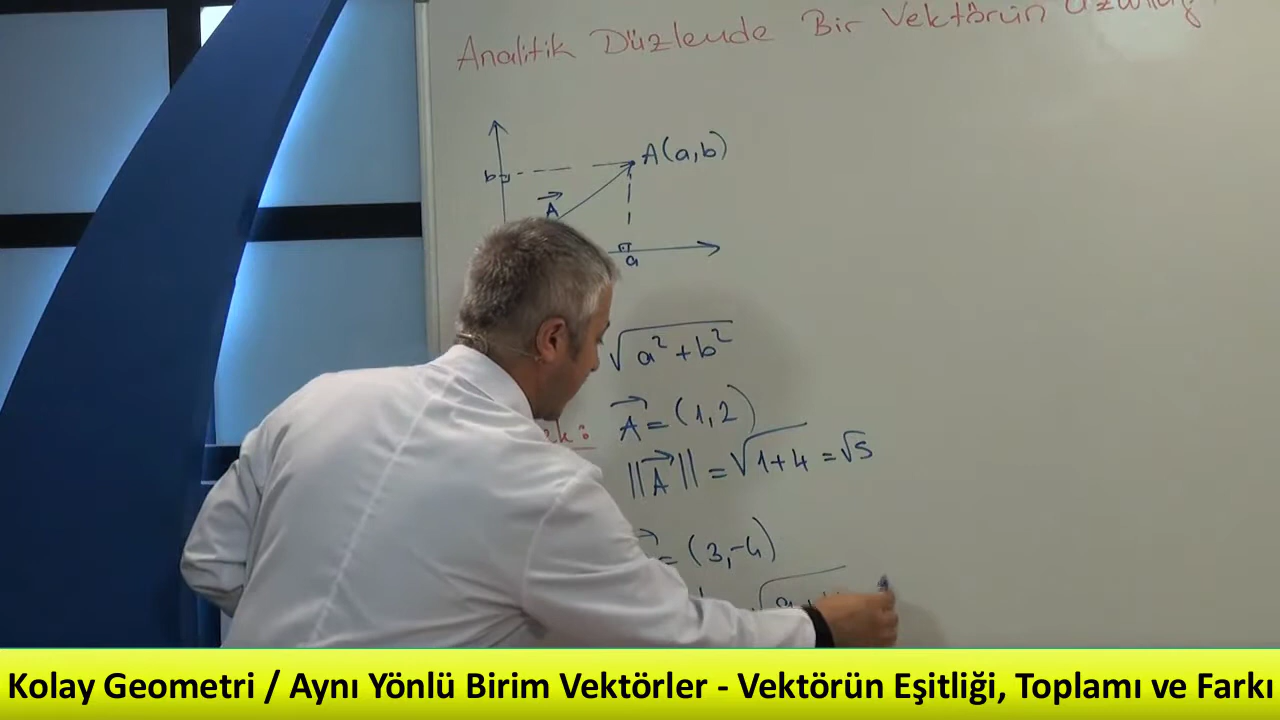 Analitik Düzlemde Bir Vektörün
A(a,b)
b
A
a
√a²+b²
A = (1,2)
||A|| = √1+4 = √5
= (3,-4)
Kolay Geometri / Aynı Yönlü Birim Vektörler - Vektörün Eşitliği, Toplamı ve Farkı